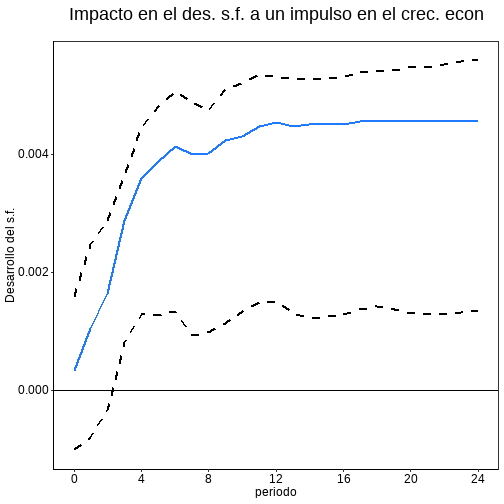 Impacto en el des. s.f. a un impulso en el crec. econ
Desarrollo del s.f.
0.004
0.002
0.000
0 4 8 12 16 20 24
periodo